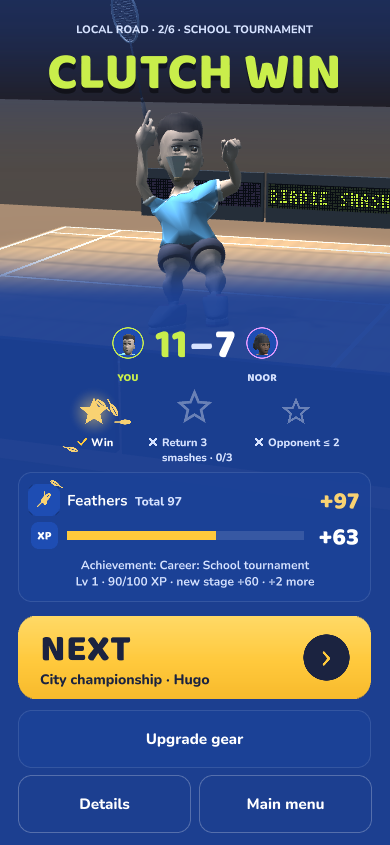 LOCAL ROAD · 2/6 · SCHOOL TOURNAMENT
CLUTCH WIN
BIRDIE SMASH
11–7
YOU
NOOR
✓ Win
✕ Return 3 smashes · 0/3
✕ Opponent ≤ 2
Feathers Total 97
+97
XP
+63
Achievement: Career: School tournament
Lv 1 · 90/100 XP · new stage +60 · +2 more
NEXT
City championship · Hugo
Upgrade gear
Details
Main menu